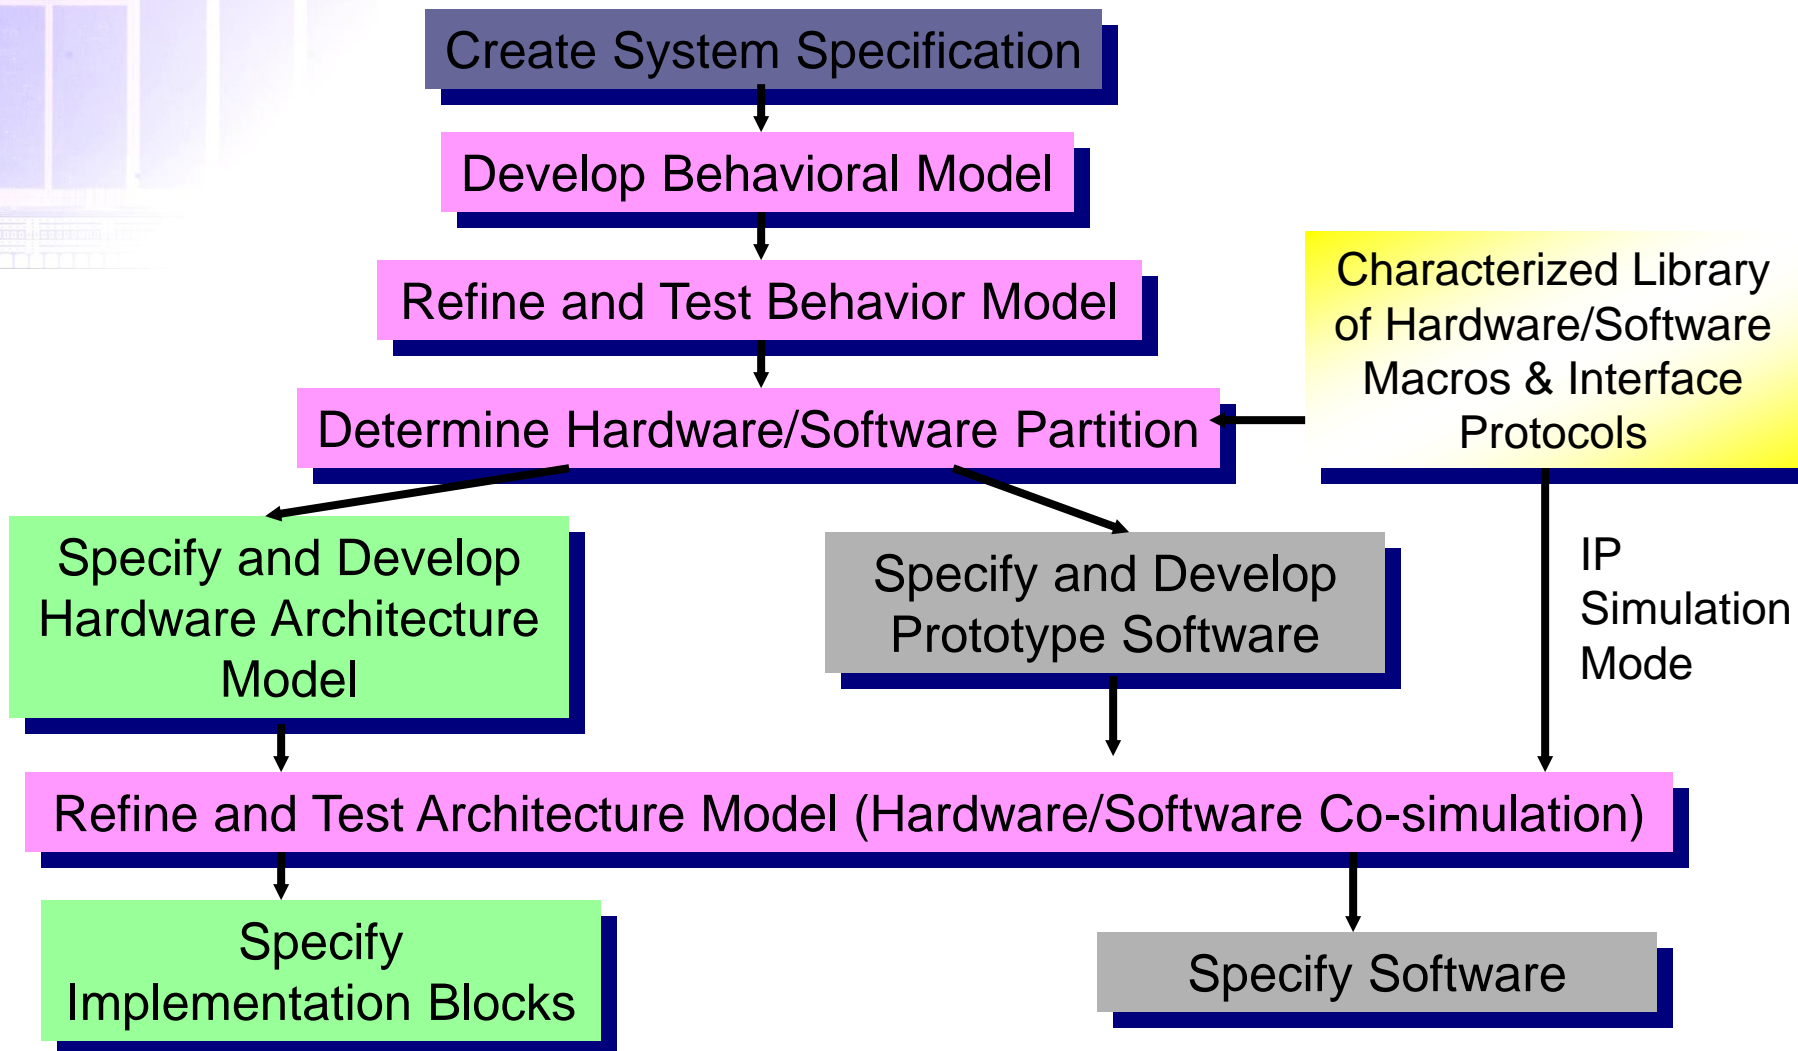 Create System Specification
Develop Behavioral Model
Refine and Test Behavior Model
Characterized Library
of Hardware/Software
Macros & Interface
Protocols
Determine Hardware/Software Partition
Specify and Develop
Hardware Architecture
Model
Specify and Develop
Prototype Software
IP
Simulation
Mode
Refine and Test Architecture Model (Hardware/Software Co-simulation)
Specify
Implementation Blocks
Specify Software